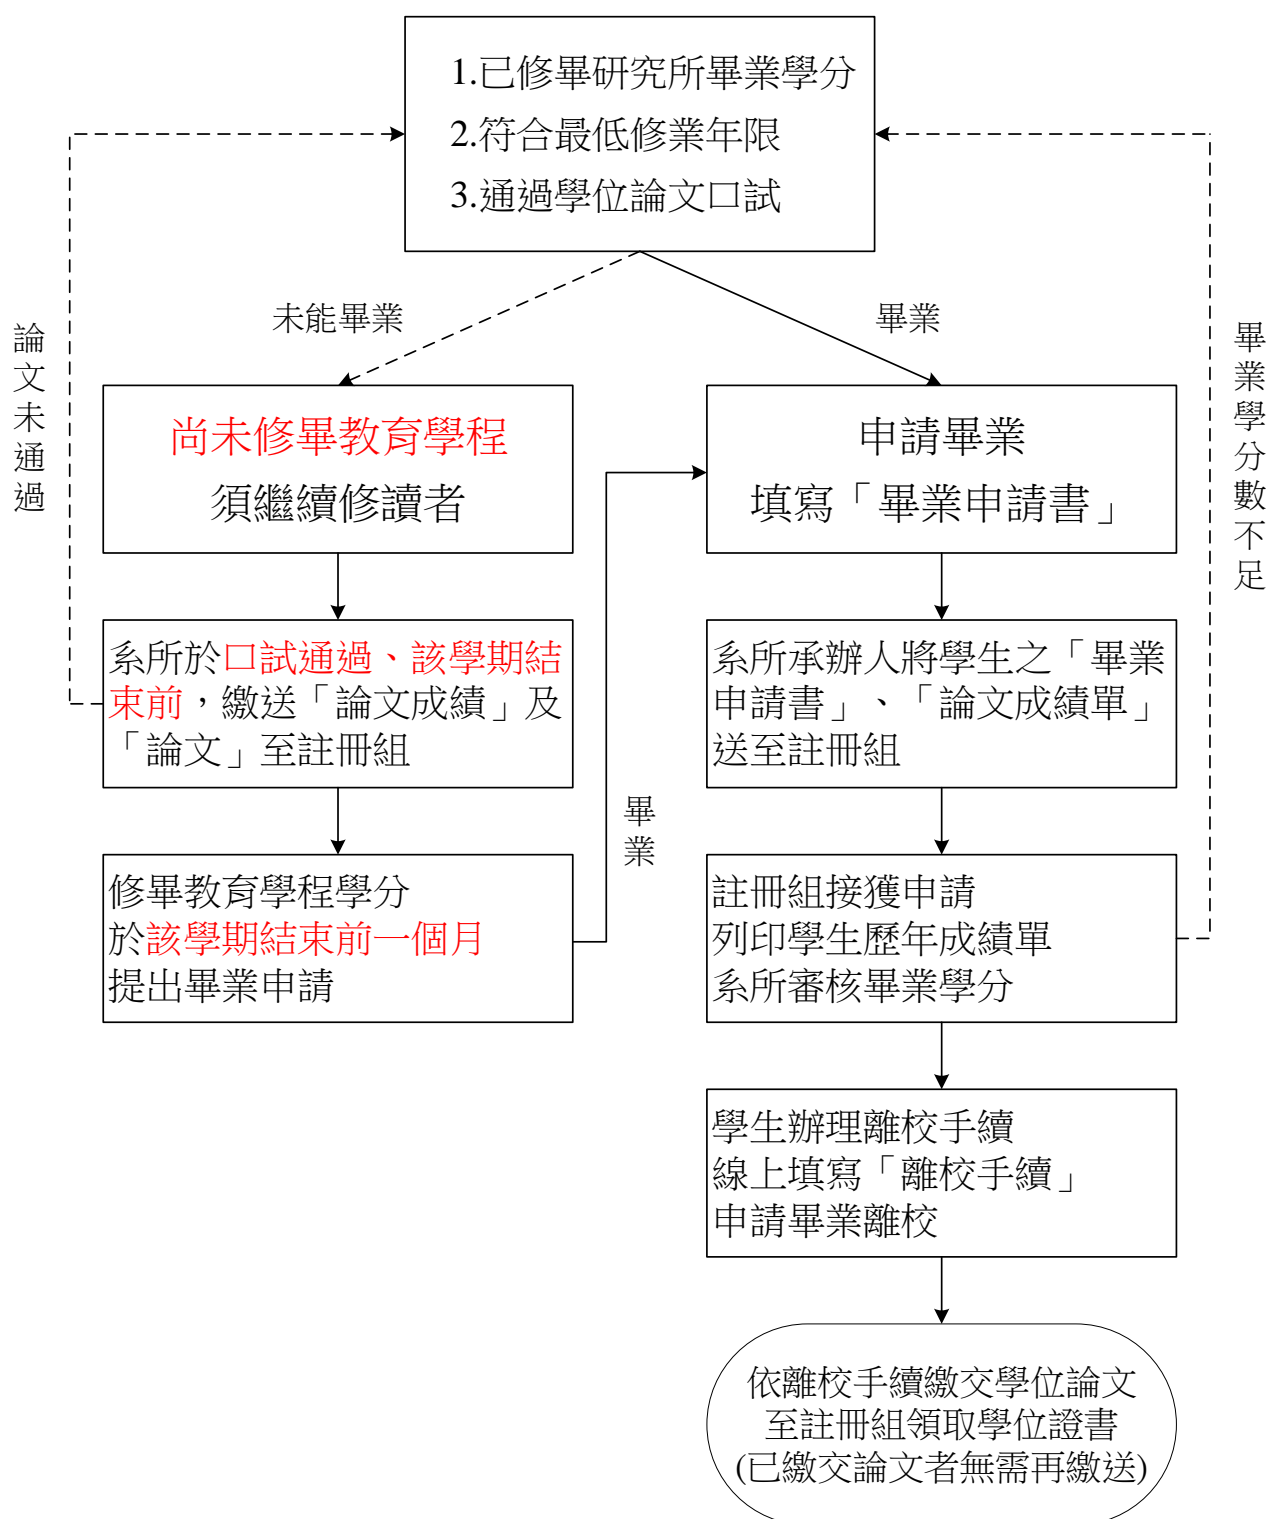 1.已修畢研究所畢業學分
2.符合最低修業年限
3.通過學位論文口試
未能畢業
畢業
論文未通過
畢業學分數不足
尚未修畢教育學程
須繼續修讀者
申請畢業
填寫「畢業申請書」
系所於口試通過、該學期結
束前，繳送「論文成績」及
「論文」至註冊組
系所承辦人將學生之「畢業
申請書」、「論文成績單」
送至註冊組
畢業
修畢教育學程學分
於該學期結束前一個月
提出畢業申請
註冊組接獲申請
列印學生歷年成績單
系所審核畢業學分
學生辦理離校手續
線上填寫「離校手續」
申請畢業離校
依離校手續繳交學位論文
至註冊組領取學位證書
(已繳交論文者無需再繳送)